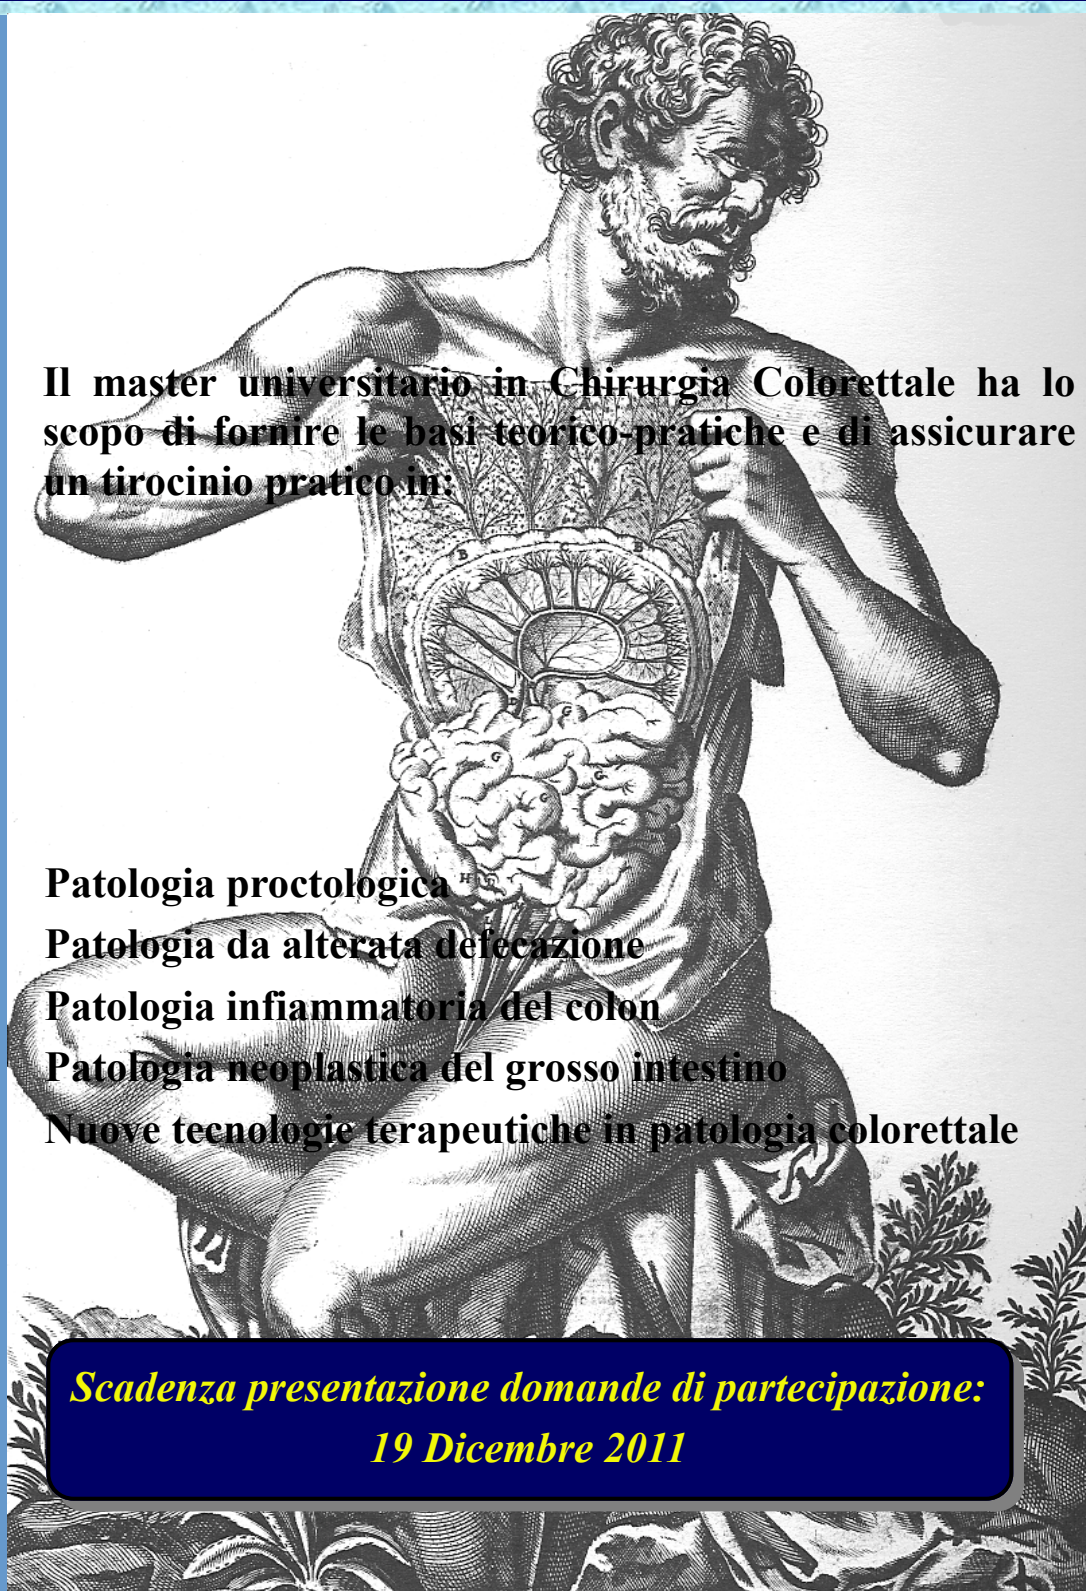 Il master universitario in Chirurgia Colorettale ha lo
scopo di fornire le basi teorico-pratiche e di assicurare
un tirocinio pratico in:
B
B
G
G
G
G
H
Patologia proctologica
Patologia da alterata defecazione
Patologia infiammatoria del colon
Patologia neoplastica del grosso intestino
Nuove tecnologie terapeutiche in patologia colorettale
Scadenza presentazione domande di partecipazione:
19 Dicembre 2011